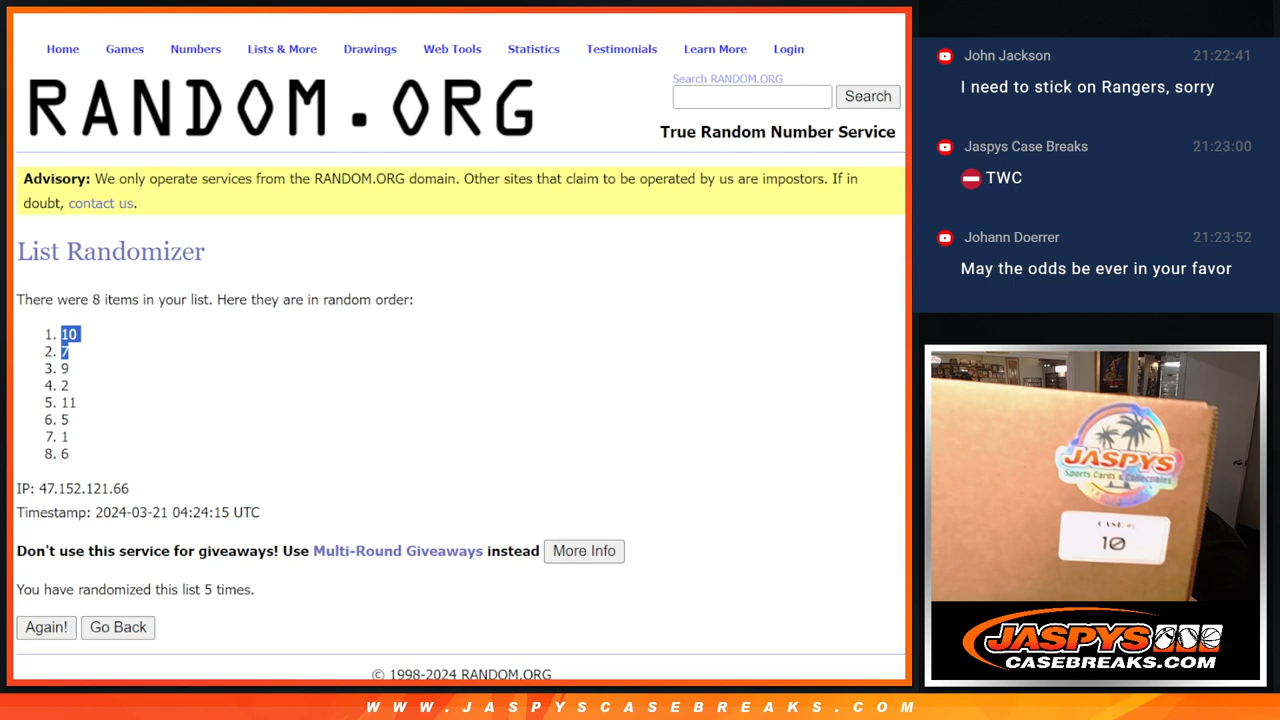 Home Games Numbers Lists & More Drawings Web Tools Statistics Testimonials Learn More Login
RANDOM.ORG
Search RANDOM.ORG
Search
True Random Number Service
Advisory: We only operate services from the RANDOM.ORG domain. Other sites that claim to be operated by us are impostors. If in
doubt, contact us.
List Randomizer
There were 8 items in your list. Here they are in random order:
1. 10
2. 7
3. 9
4. 2
5. 11
6. 5
7. 1
8. 6
IP: 47.152.121.66
Timestamp: 2024-03-21 04:24:15 UTC
Don't use this service for giveaways! Use Multi-Round Giveaways instead More Info
You have randomized this list 5 times.
Again! Go Back
© 1998-2024 RANDOM.ORG
John Jackson 21:22:41
I need to stick on Rangers, sorry
Jaspys Case Breaks 21:23:00
TWC
Johann Doerrer 21:23:52
May the odds be ever in your favor
JASPYS
Sports Cards & Collectibles
10
JASPYS
CASEBREAKS.COM
WWW.JASPYSCASEBREAKS.COM